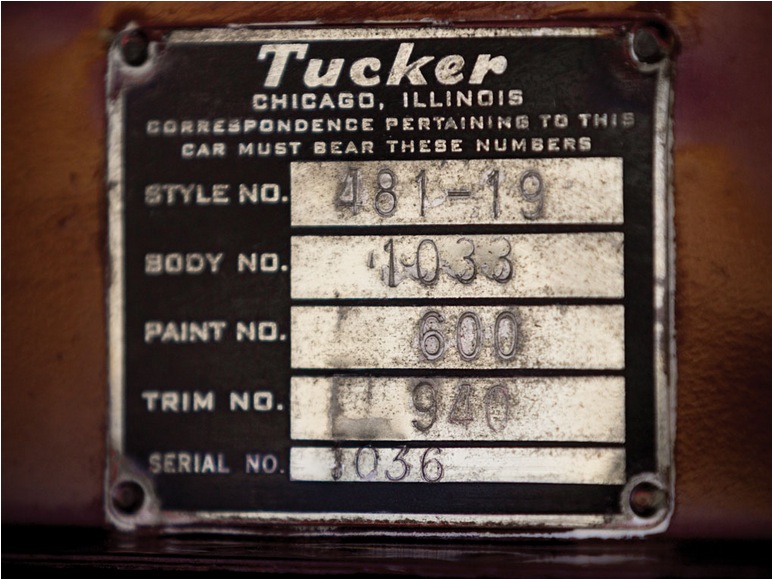 Tucker
CHICAGO, ILLINOIS
CORRESPONDENCE PERTAINING TO THIS
CAR MUST BEAR THESE NUMBERS
STYLE NO. 481-19
BODY NO. 1033
PAINT NO. 600
TRIM NO. 940
SERIAL NO. 1036